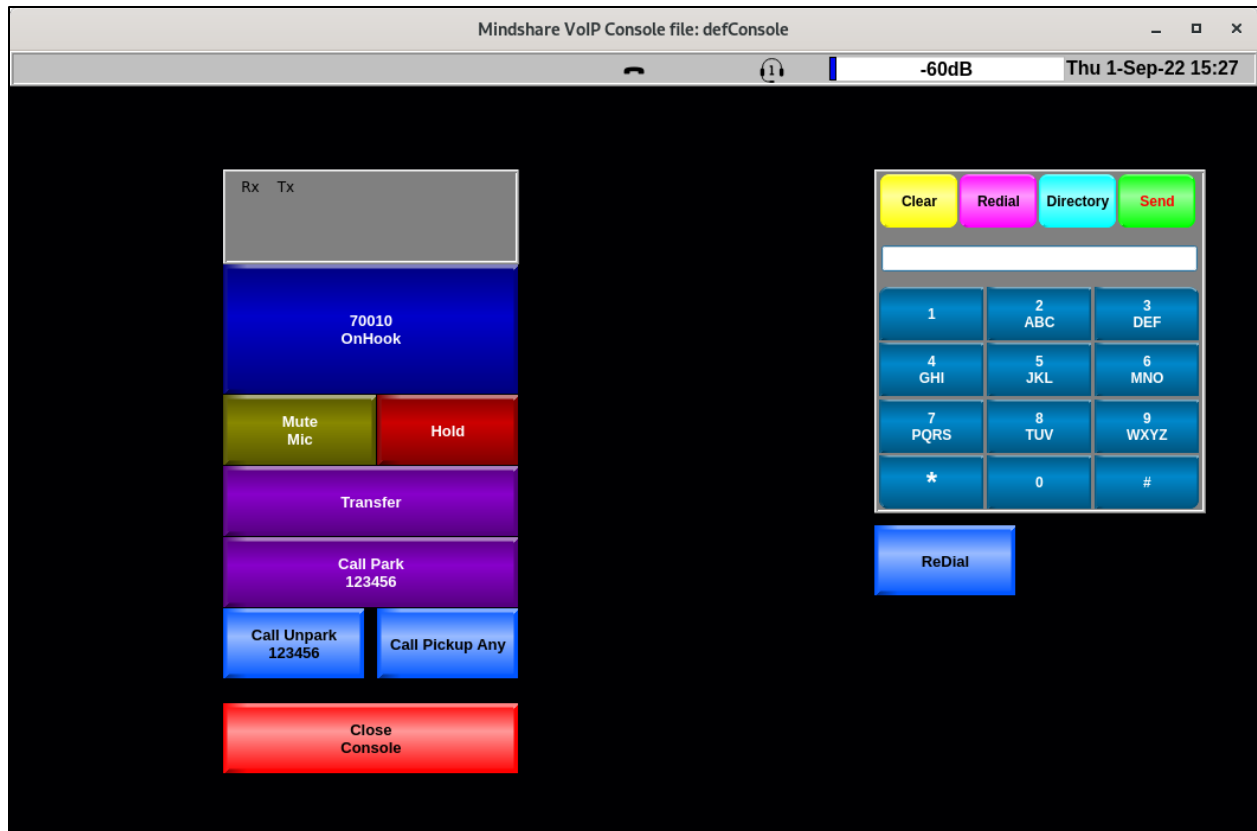 Mindshare VoIP Console file: defConsole
1
-60dB
Thu 1-Sep-22 15:27
Rx Tx
70010
OnHook
Mute
Mic
Hold
Transfer
Call Park
123456
Call Unpark
123456
Call Pickup Any
Close
Console
Clear
Redial
Directory
Send
1
2
ABC
3
DEF
4
GHI
5
JKL
6
MNO
7
PQRS
8
TUV
9
WXYZ
*
0
#
ReDial